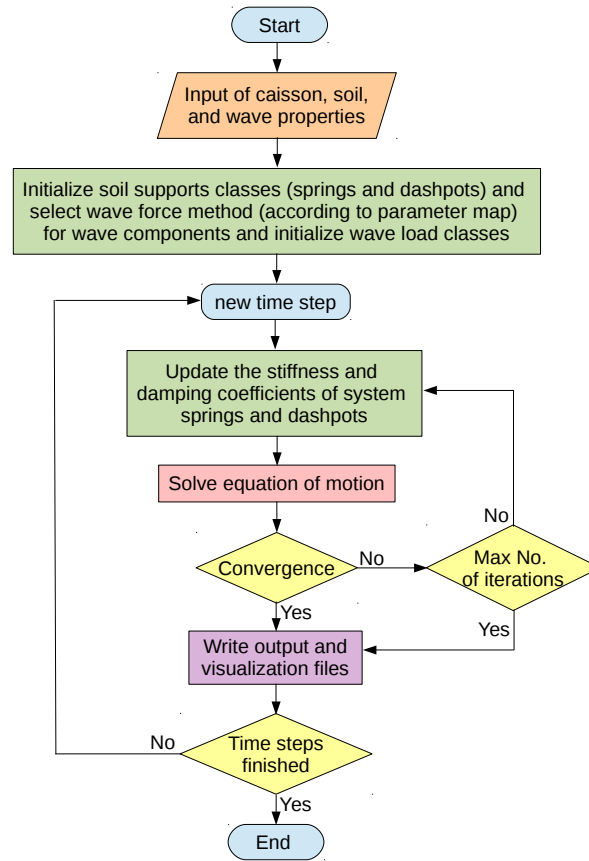 Start
Input of caisson, soil,
and wave properties
Initialize soil supports classes (springs and dashpots) and
select wave force method (according to parameter map)
for wave components and initialize wave load classes
new time step
Update the stiffness and
damping coefficients of system
springs and dashpots
Solve equation of motion
No
Convergence
No
Max No.
of iterations
Yes
Yes
Write output and
visualization files
No
Time steps
finished
Yes
End